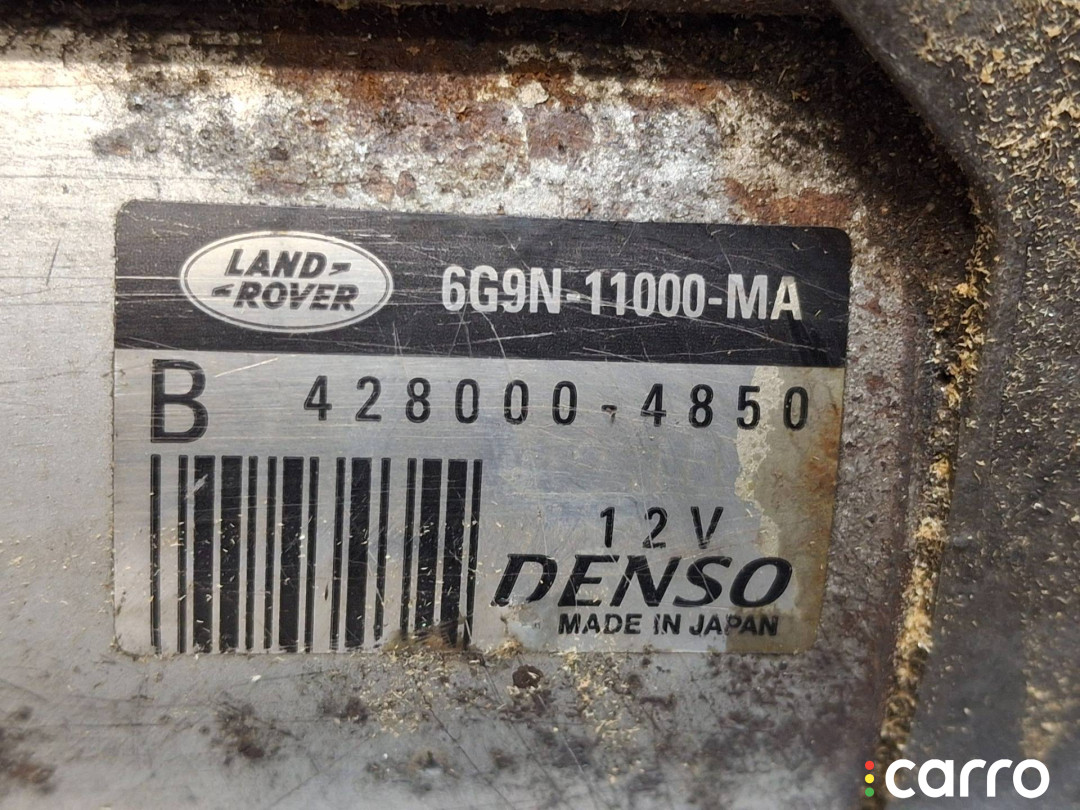 LAND
ROVER
6G9N-11000-MA
B 428000-4850
12V
DENSO
MADE IN JAPAN
carro